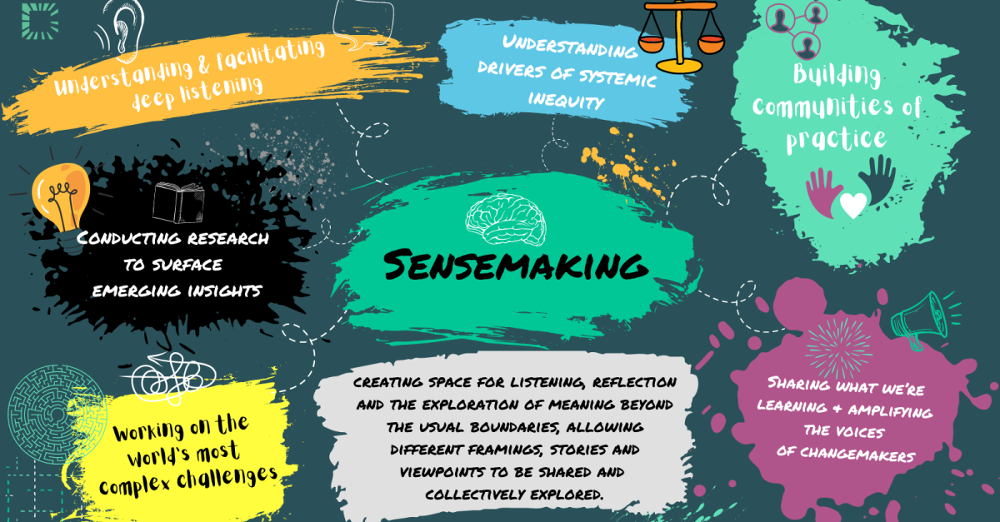 Understanding & facilitating
deep listening
Understanding
drivers of systemic
inequity
Building
communities of
practice
Conducting research
to surface
emerging insights
Sensemaking
Working on the
world's most
complex challenges
creating space for listening, reflection
and the exploration of meaning beyond
the usual boundaries, allowing
different framings, stories and
viewpoints to be shared and
collectively explored.
Sharing what we're
learning & amplifying
the voices
of changemakers